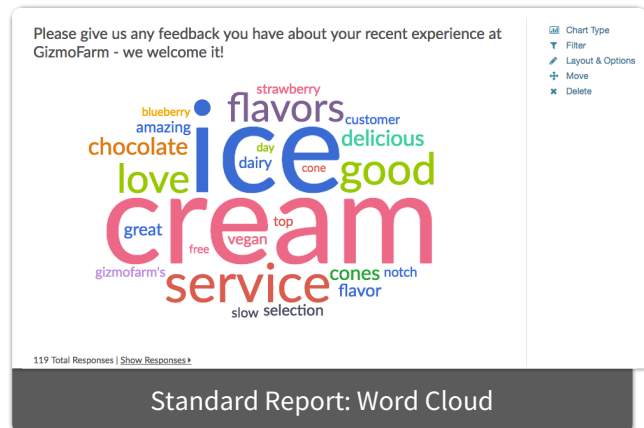 Please give us any feedback you have about your recent experience at
GizmoFarm - we welcome it!
Chart Type
Filter
Layout & Options
Move
Delete
strawberry
blueberry
flavors
customer
amazing
ice
delicious
chocolate
day
dairy
cone
good
love
cream
great
top
vegan
free
gizmofarm's
service
cones
notch
flavor
slow
selection
119 Total Responses | Show Responses
Standard Report: Word Cloud